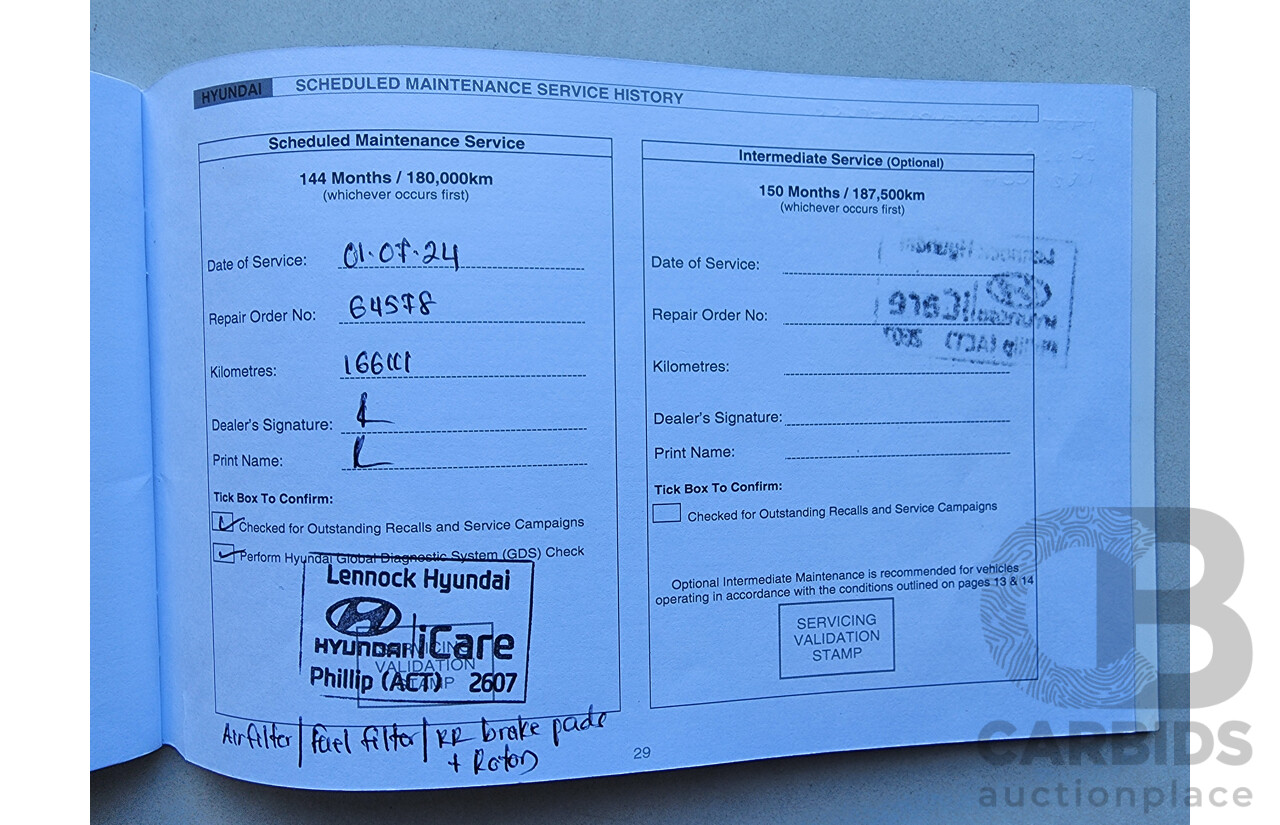 HYUNDAI SCHEDULED MAINTENANCE SERVICE HISTORY
Scheduled Maintenance Service
144 Months / 180,000km
(whichever occurs first)
Date of Service: 01.07.24
Repair Order No: 64578
Kilometres:
Dealer's Signature:
Print Name:
Tick Box To Confirm:
Checked for Outstanding Recalls and Service Campaigns
Perform Hyundai Global Diagnostic System (GDS) Check
Lennock Hyundai
HYUNDAI iCare
Phillip (ACT) 2607
SERVICING
VALIDATION
STAMP
Air filter | fuel filter | RR brake pads
+ Rotors
Intermediate Service (Optional)
150 Months / 187,500km
(whichever occurs first)
Date of Service:
Repair Order No:
Kilometres:
Dealer's Signature:
Print Name:
Tick Box To Confirm:
Checked for Outstanding Recalls and Service Campaigns
Optional Intermediate Maintenance is recommended for vehicles
operating in accordance with the conditions outlined on pages 13 & 14
SERVICING
VALIDATION
STAMP
29
CARBIDS
auctionplace